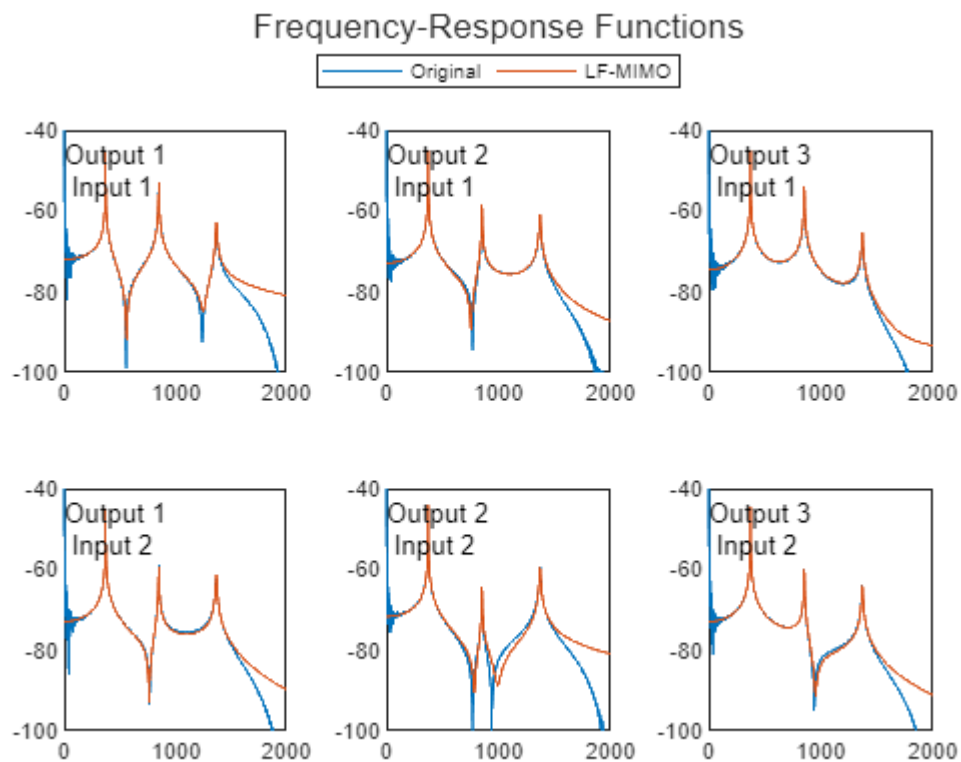 Frequency-Response Functions
Original LF-MIMO
-40 -40 -40
Output 1 Output 2 Output 3
Input 1 Input 1 Input 1
-60 -60 -60
-80 -80 -80
-100 -100 -100
0 1000 2000 0 1000 2000 0 1000 2000
-40 -40 -40
Output 1 Output 2 Output 3
Input 2 Input 2 Input 2
-60 -60 -60
-80 -80 -80
-100 -100 -100
0 1000 2000 0 1000 2000 0 1000 2000